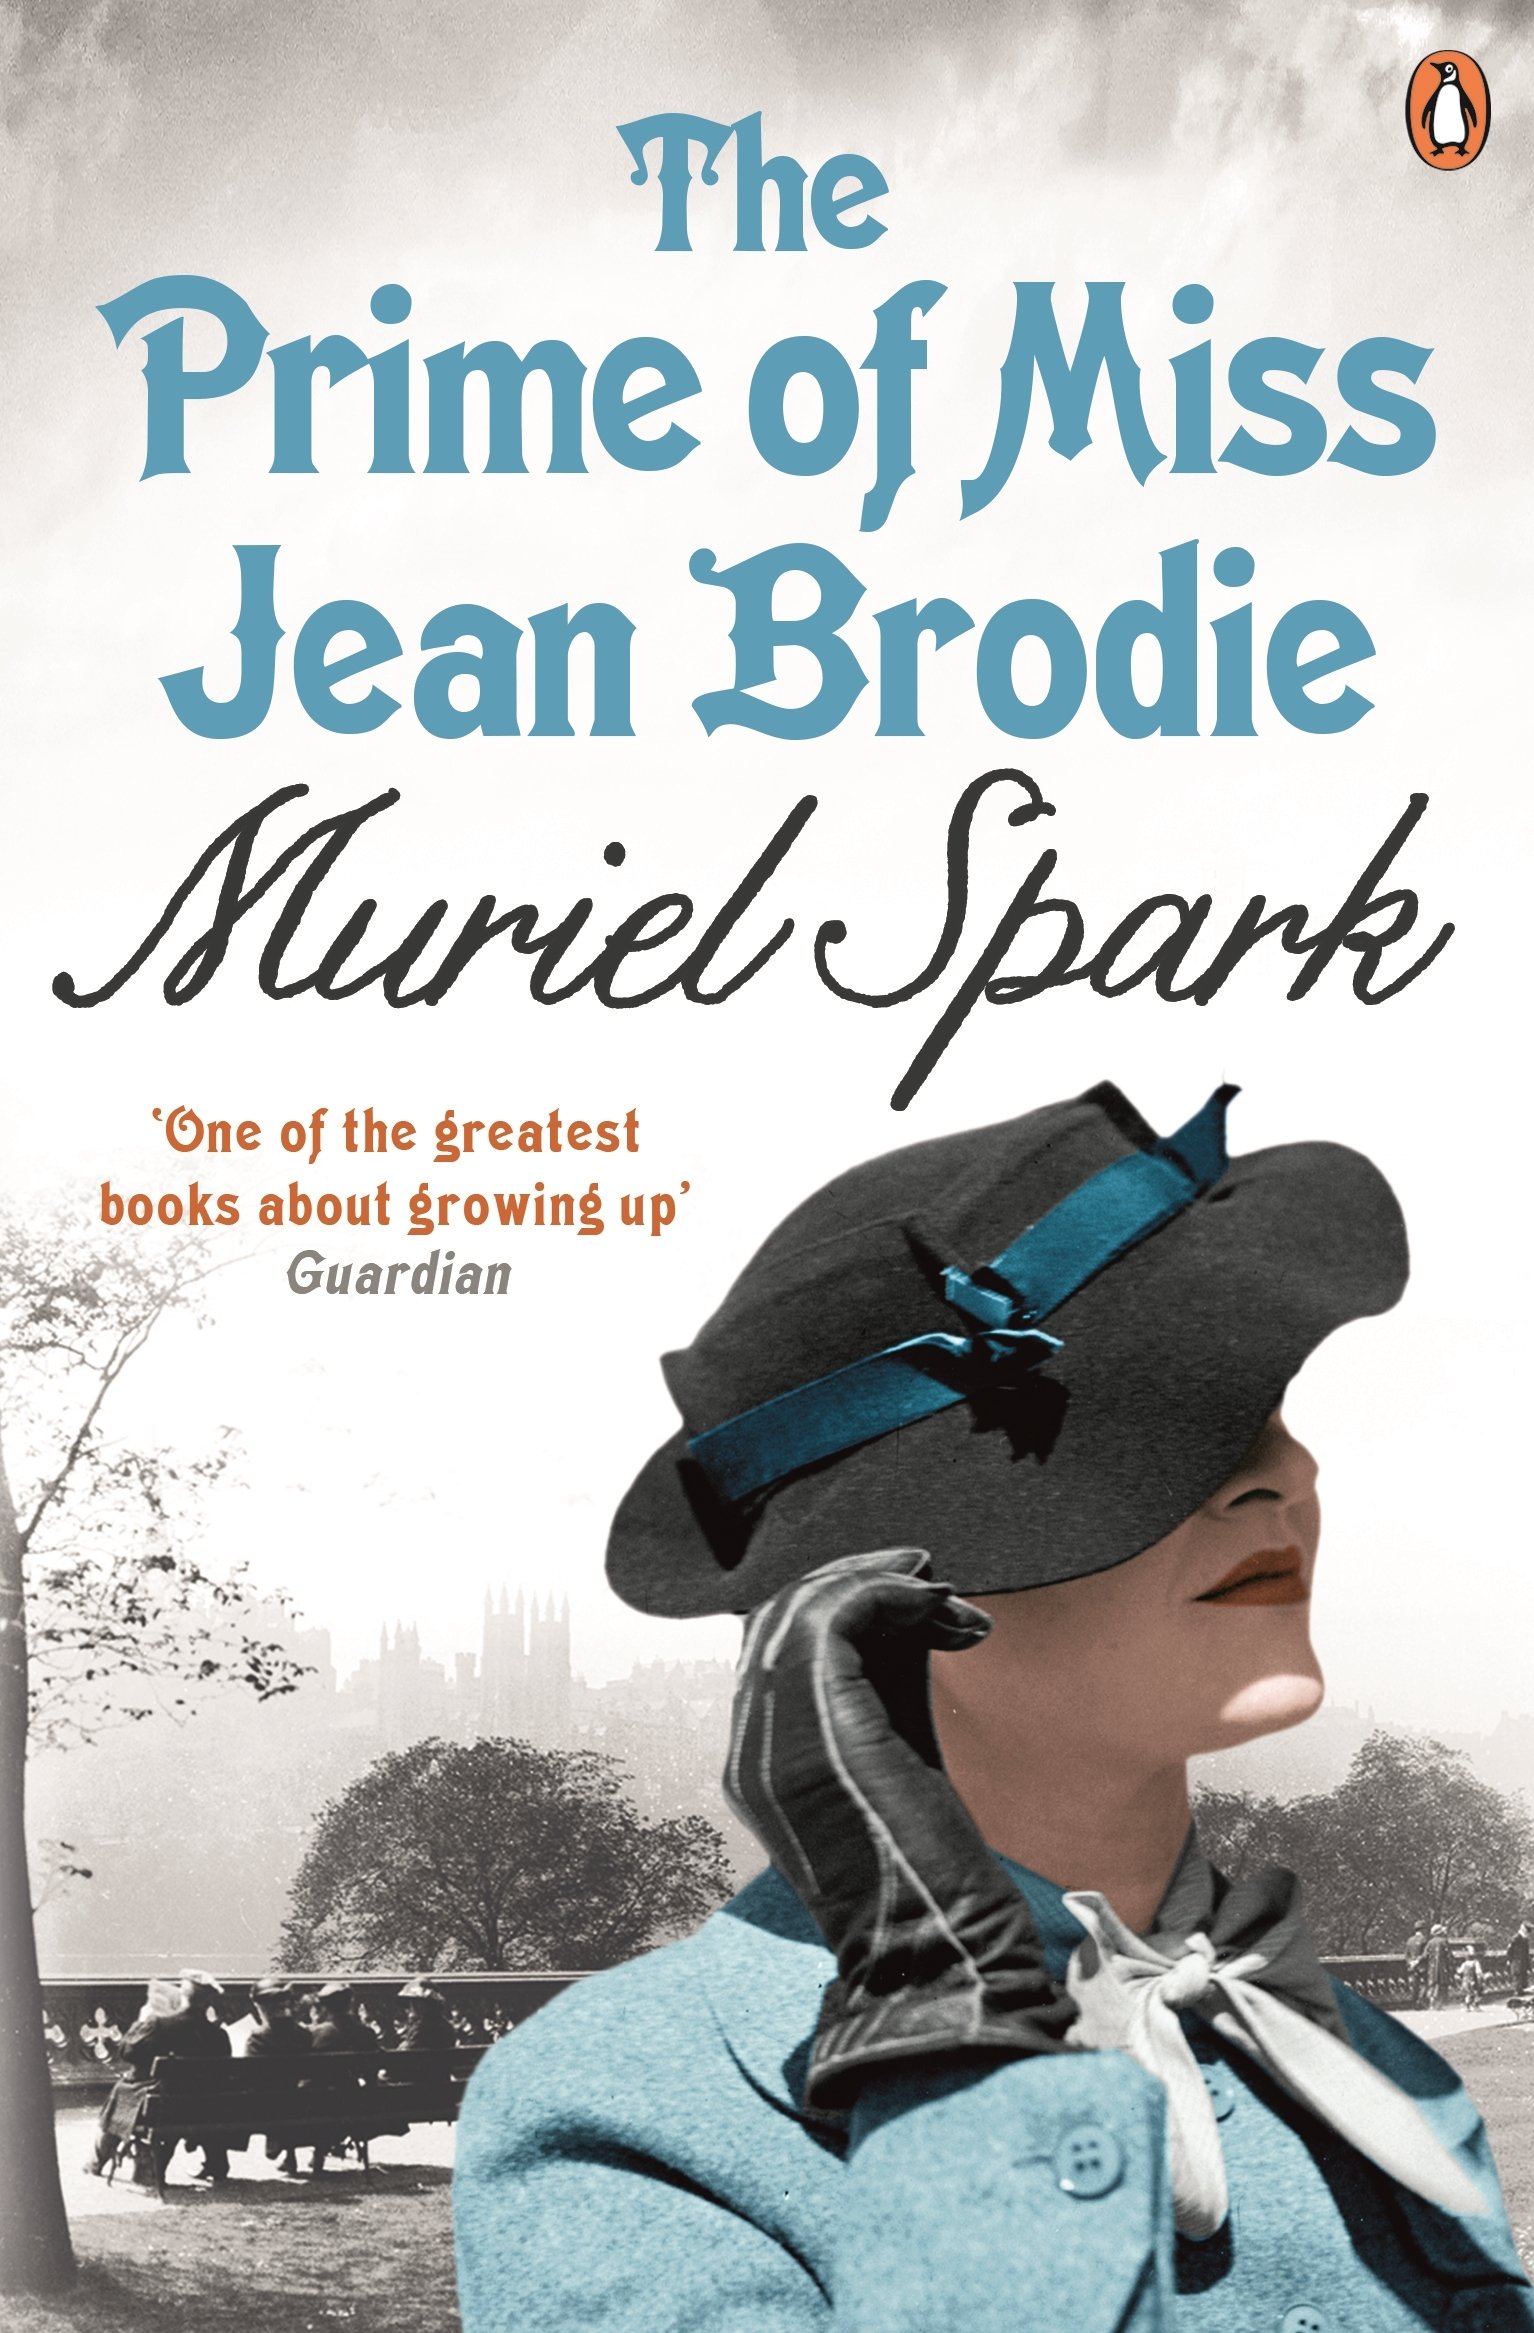 The
Prime of Miss
Jean Brodie
Muriel Spark
‘One of the greatest
books about growing up’
Guardian